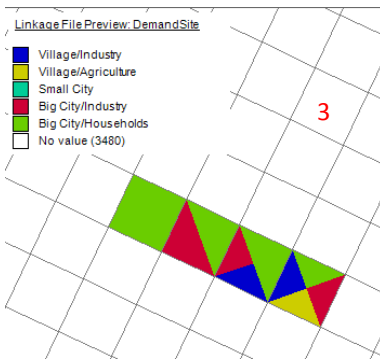 Linkage File Preview: DemandSite
Village/Industry
Village/Agriculture
Small City
Big City/Industry
Big City/Households
No value (3480)
3